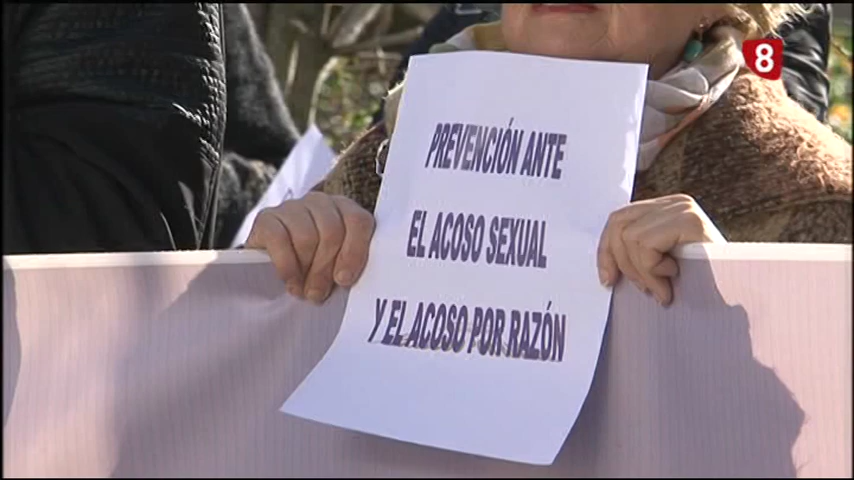 8
PREVENCIÓN ANTE
EL ACOSO SEXUAL
Y EL ACOSO POR RAZÓN